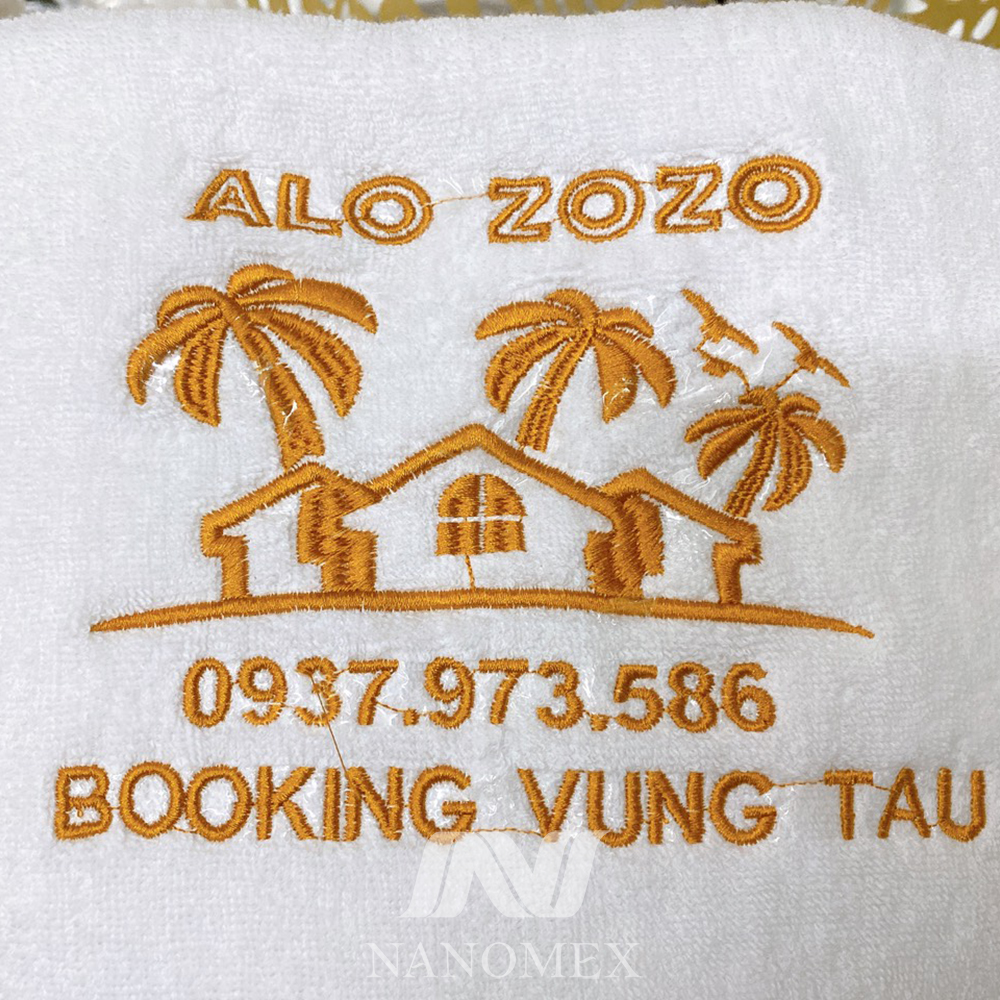 ALO ZOZO
0937.973.586
BOOKING VUNG TAU
NANOMEX